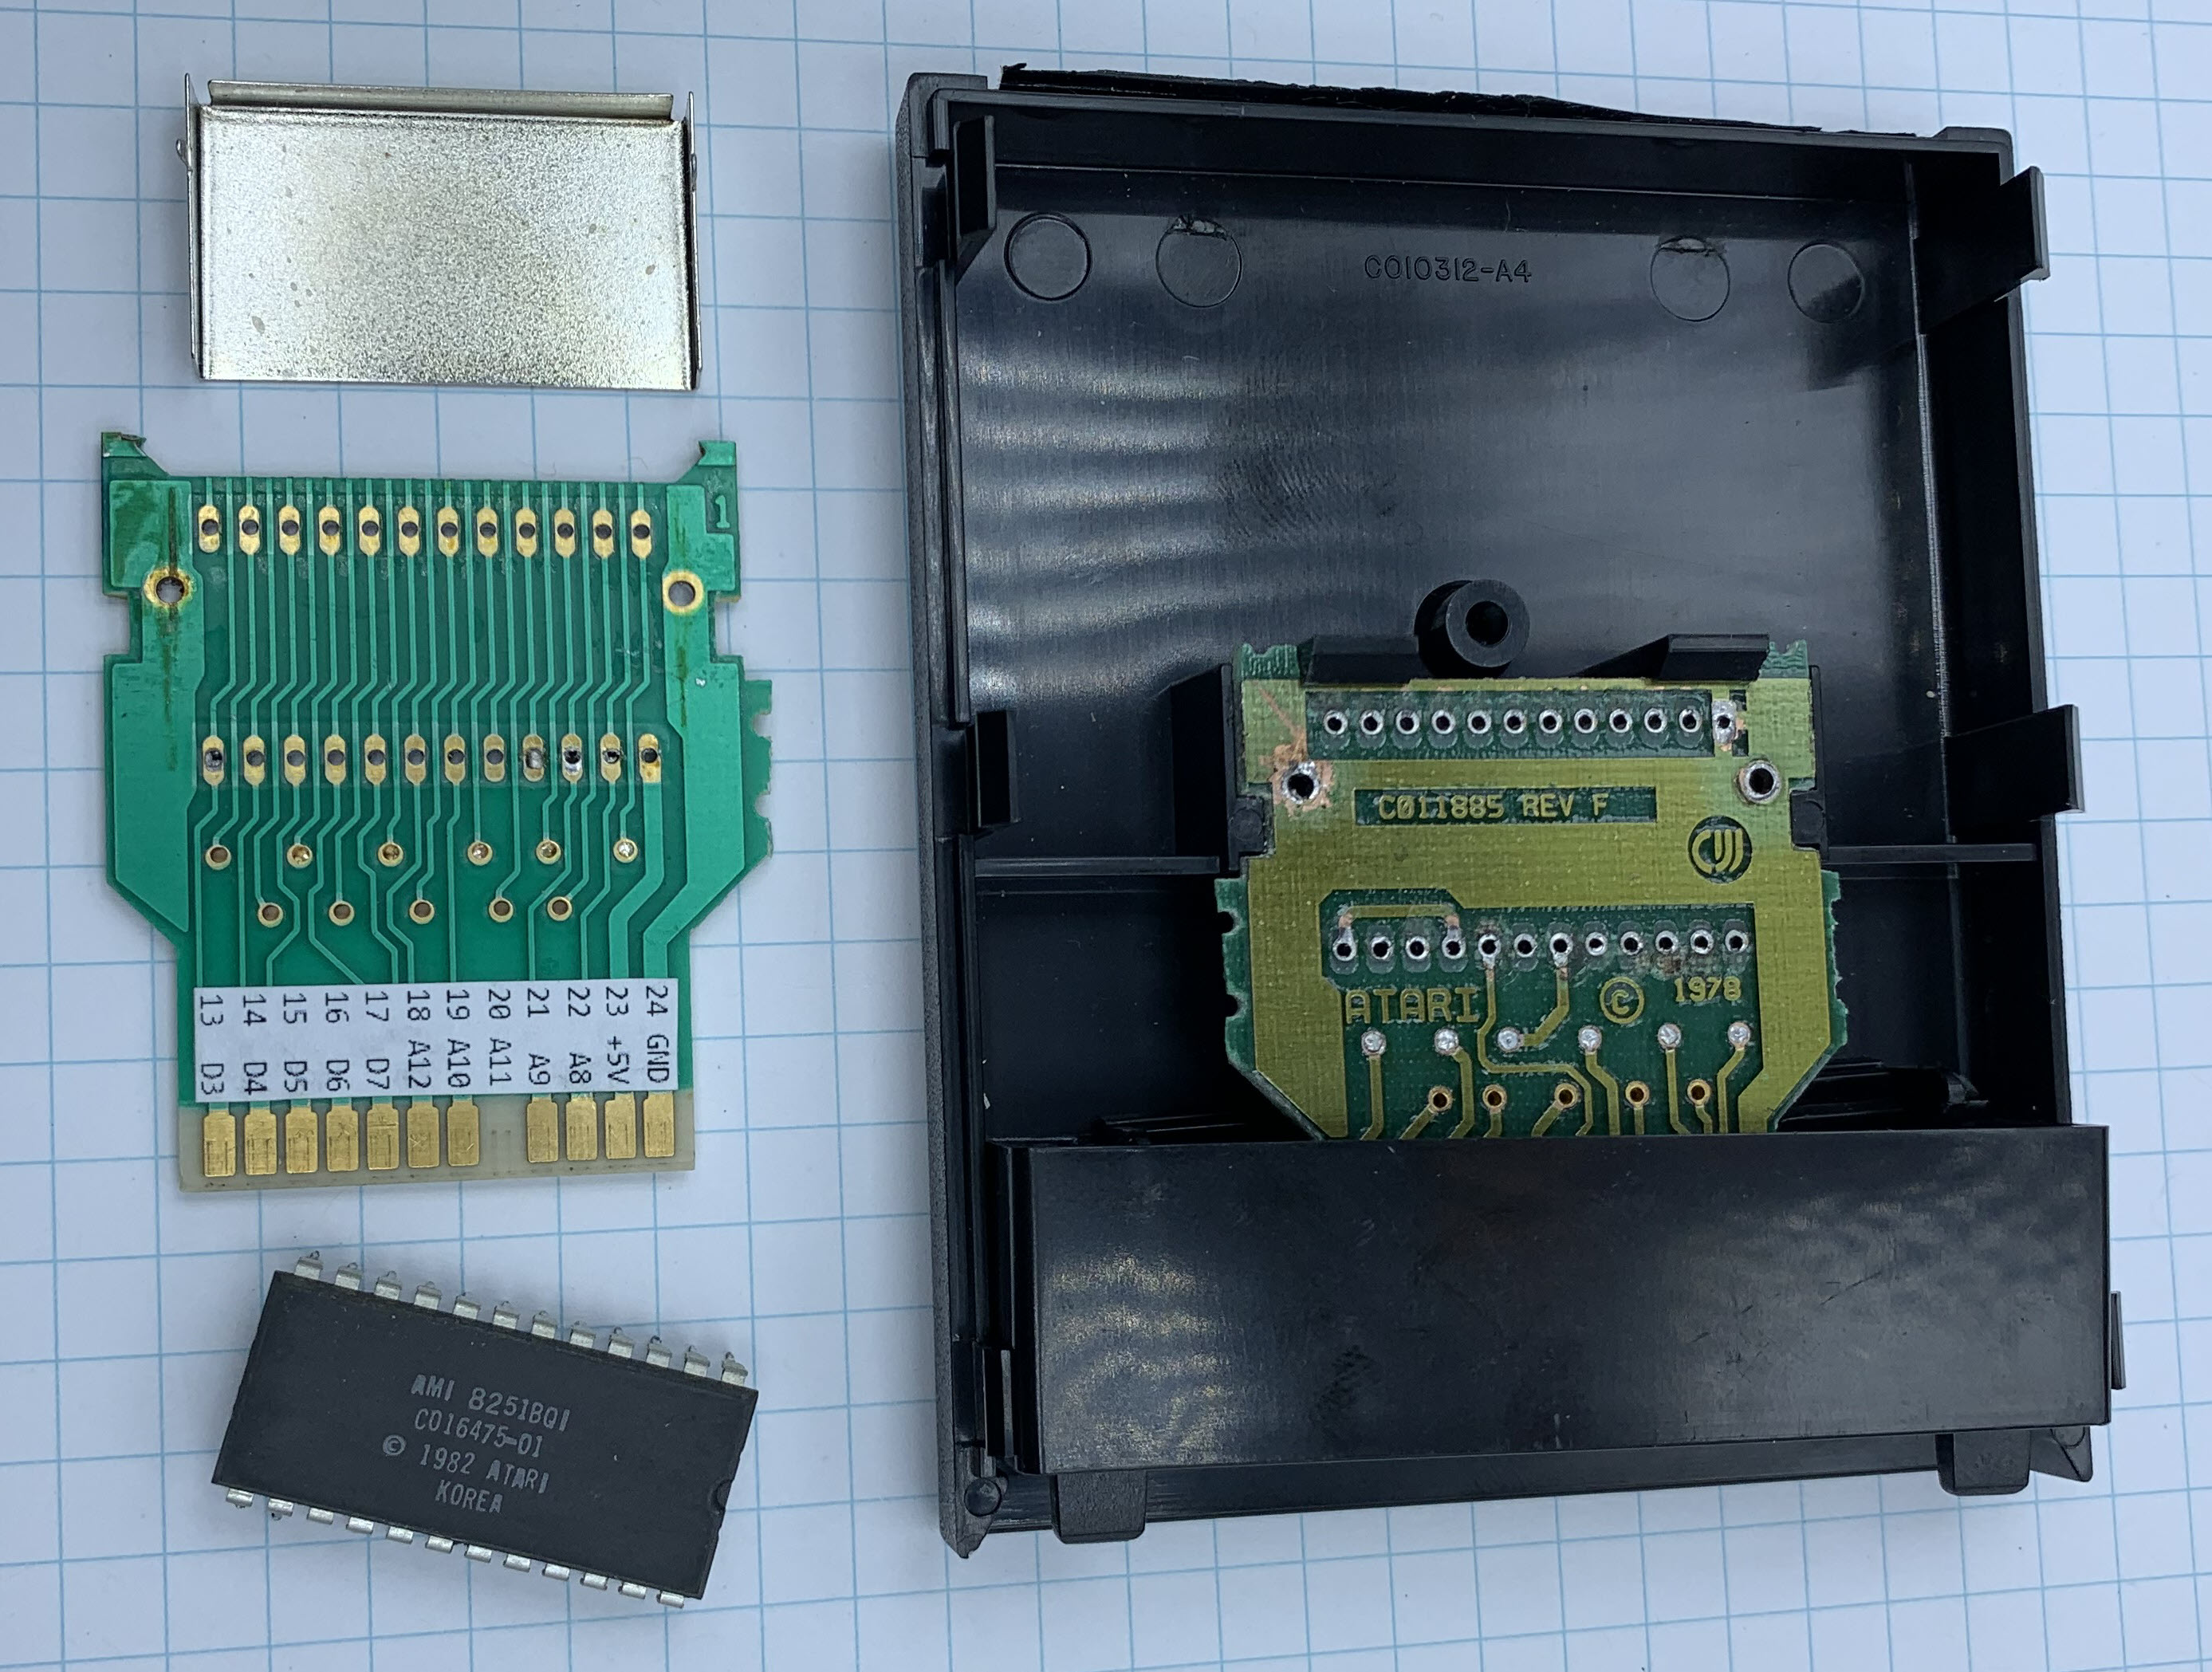 1
13 D3
14 D4
15 D5
16 D6
17 D7
18 A12
19 A10
20 A11
21 A9
22 A8
23 +5V
24 GND
AMI 8251BQI
C016475-01
© 1982 ATARI
KOREA
C010312-A4
C011885 REV F
ATARI © 1978